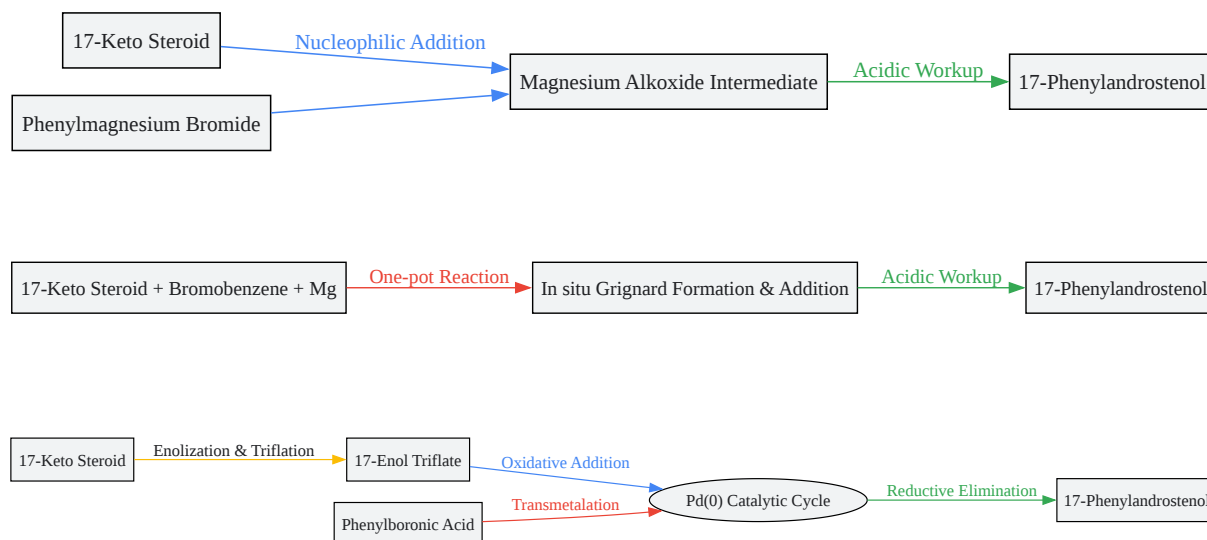 17-Keto Steroid
Nucleophilic Addition
Phenylmagnesium Bromide
Magnesium Alkoxide Intermediate
Acidic Workup
17-Phenylandrostenol
17-Keto Steroid + Bromobenzene + Mg
One-pot Reaction
In situ Grignard Formation & Addition
Acidic Workup
17-Phenylandrostenol
17-Keto Steroid
Enolization & Triflation
17-Enol Triflate
Oxidative Addition
Phenylboronic Acid
Transmetalation
Pd(0) Catalytic Cycle
Reductive Elimination
17-Phenylandrostenol